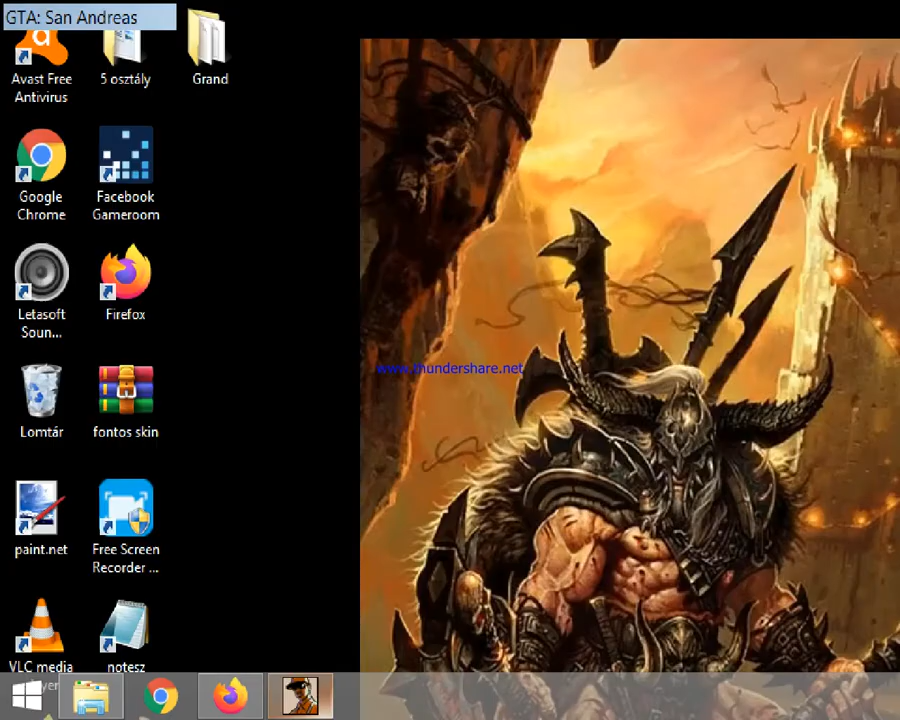 GTA: San Andreas
Avast Free
Antivirus
5 osztály
Grand
Google
Chrome
Facebook
Gameroom
Letasoft
Soun...
Firefox
Lomtár
fontos skin
paint.net
Free Screen
Recorder ...
VLC media
notesz
www.thundershare.net